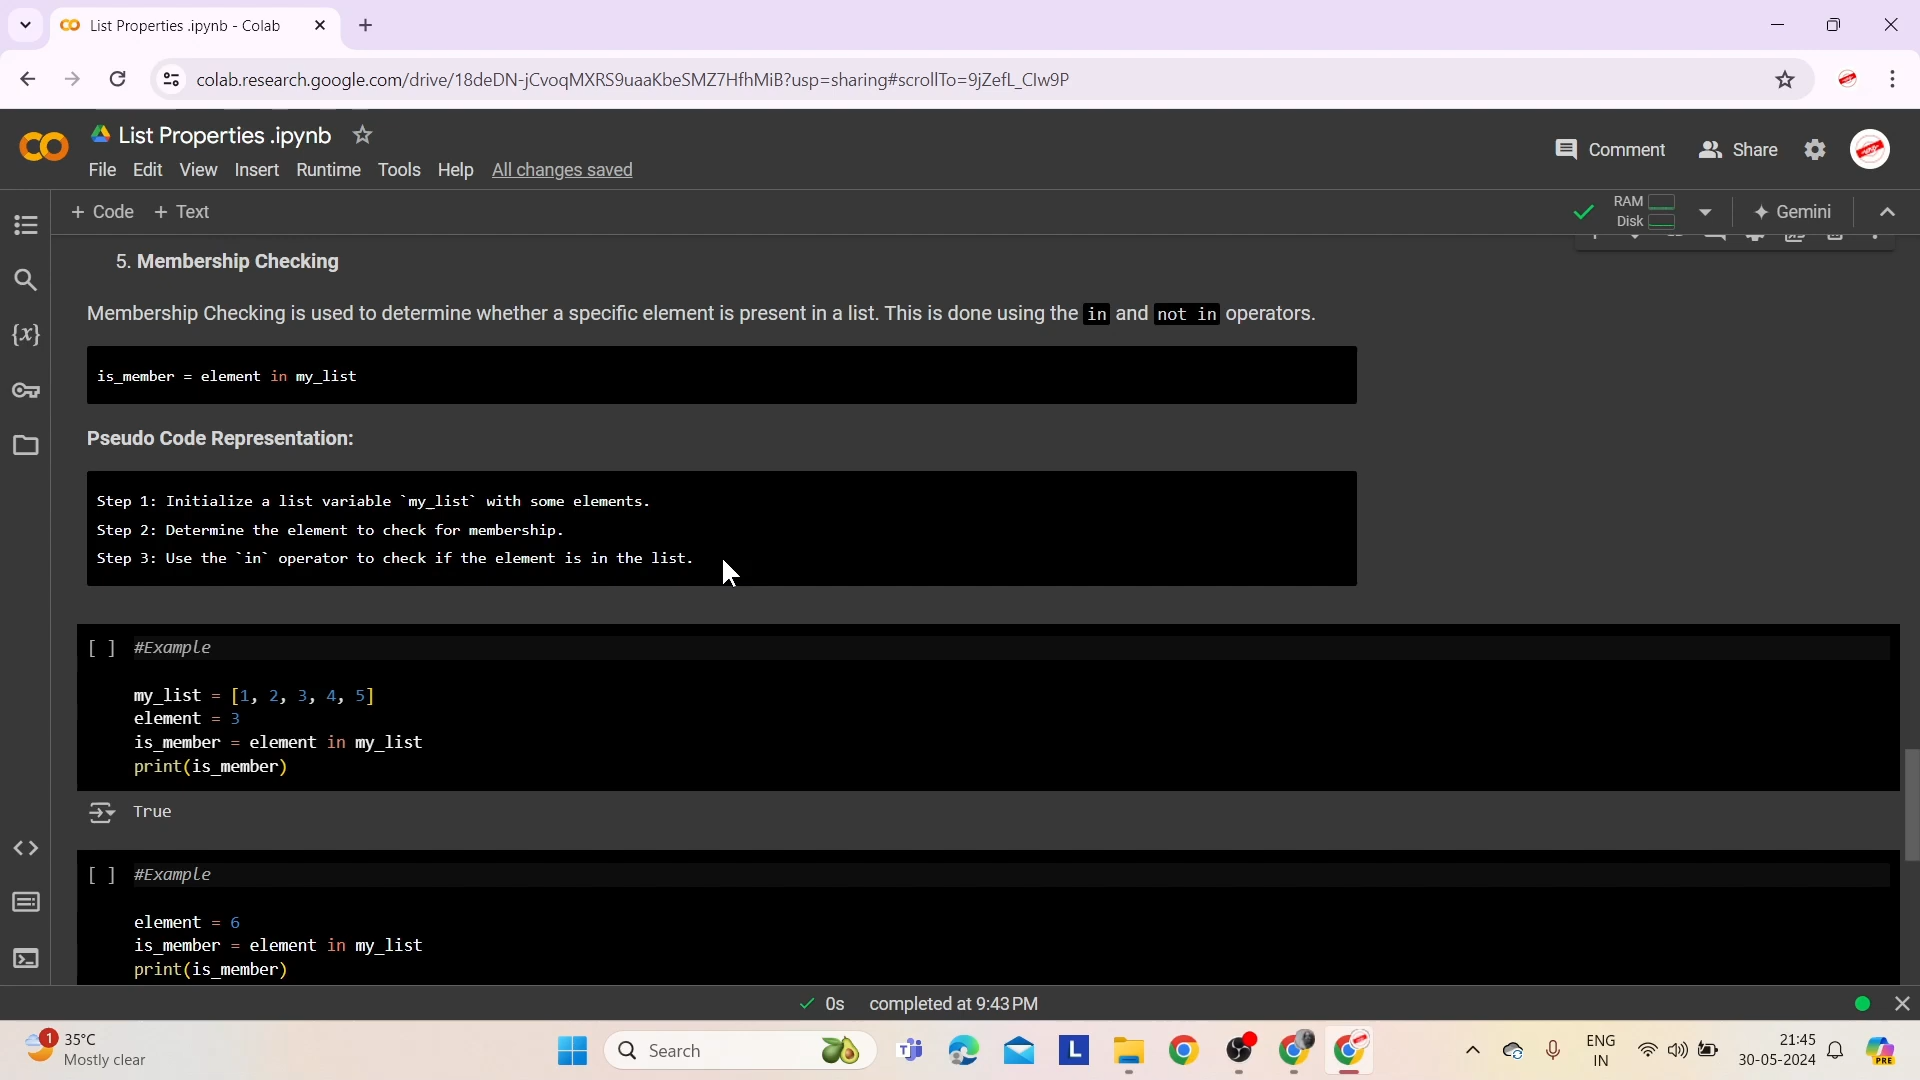 List Properties .ipynb - Colab
colab.research.google.com/drive/18deDN-jCvoqMXRS9uaaKbeSMZ7HfhMiB?usp=sharing#scrollTo=9jZefL_CIw9P
List Properties .ipynb
File Edit View Insert Runtime Tools Help All changes saved
Comment Share
+ Code + Text
RAM
Disk
Gemini
5. Membership Checking
Membership Checking is used to determine whether a specific element is present in a list. This is done using the in and not in operators.
is_member = element in my_list
Pseudo Code Representation:
Step 1: Initialize a list variable `my_list` with some elements.
Step 2: Determine the element to check for membership.
Step 3: Use the `in` operator to check if the element is in the list.
[ ] #Example
my_list = [1, 2, 3, 4, 5]
element = 3
is_member = element in my_list
print(is_member)
True
[ ] #Example
element = 6
is_member = element in my_list
print(is_member)
0s completed at 9:43 PM
1
35°C
Mostly clear
Search
L
ENG
IN
21:45
30-05-2024
PRE